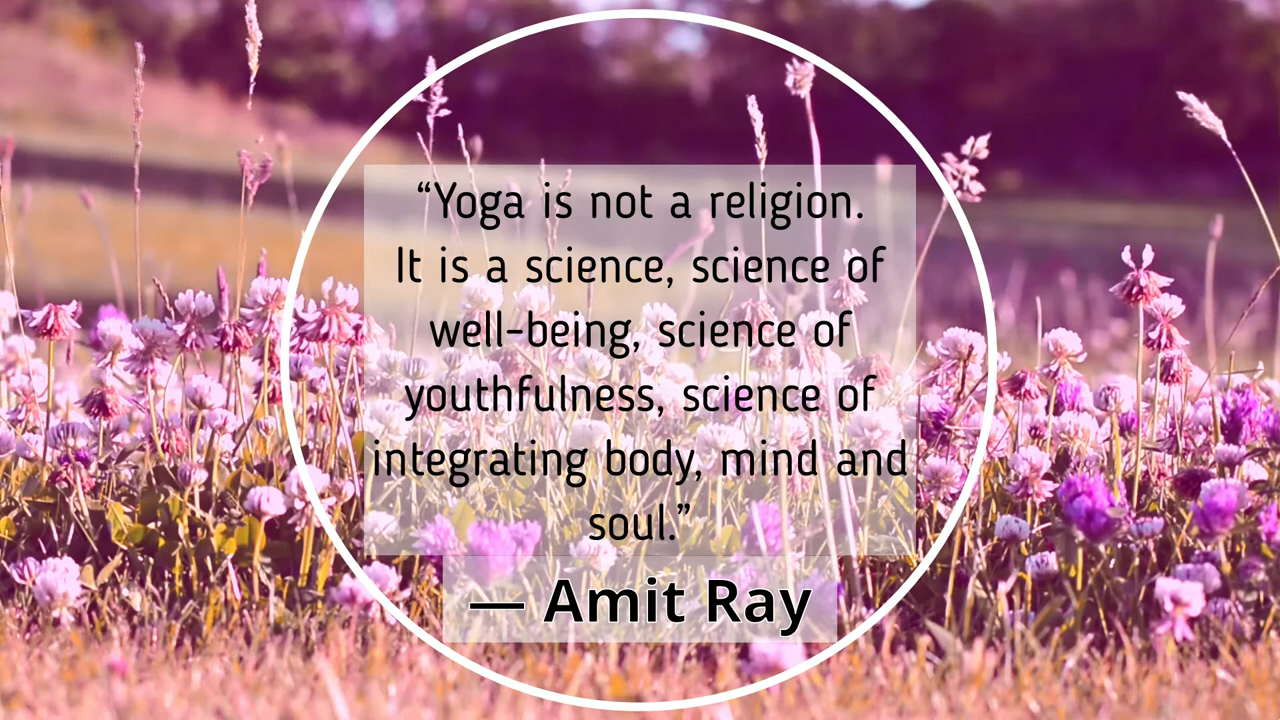 “Yoga is not a religion.
It is a science, science of
well-being, science of
youthfulness, science of
integrating body, mind and
soul.”
— Amit Ray